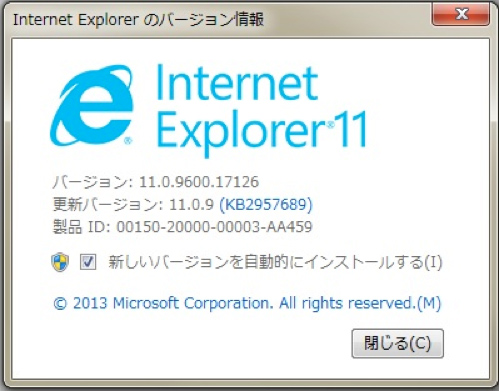 Internet Explorer のバージョン情報
Internet
Explorer®11
バージョン: 11.0.9600.17126
更新バージョン: 11.0.9 (KB2957689)
製品 ID: 00150-20000-00003-AA459
新しいバージョンを自動的にインストールする(I)
© 2013 Microsoft Corporation. All rights reserved.(M)
閉じる(C)